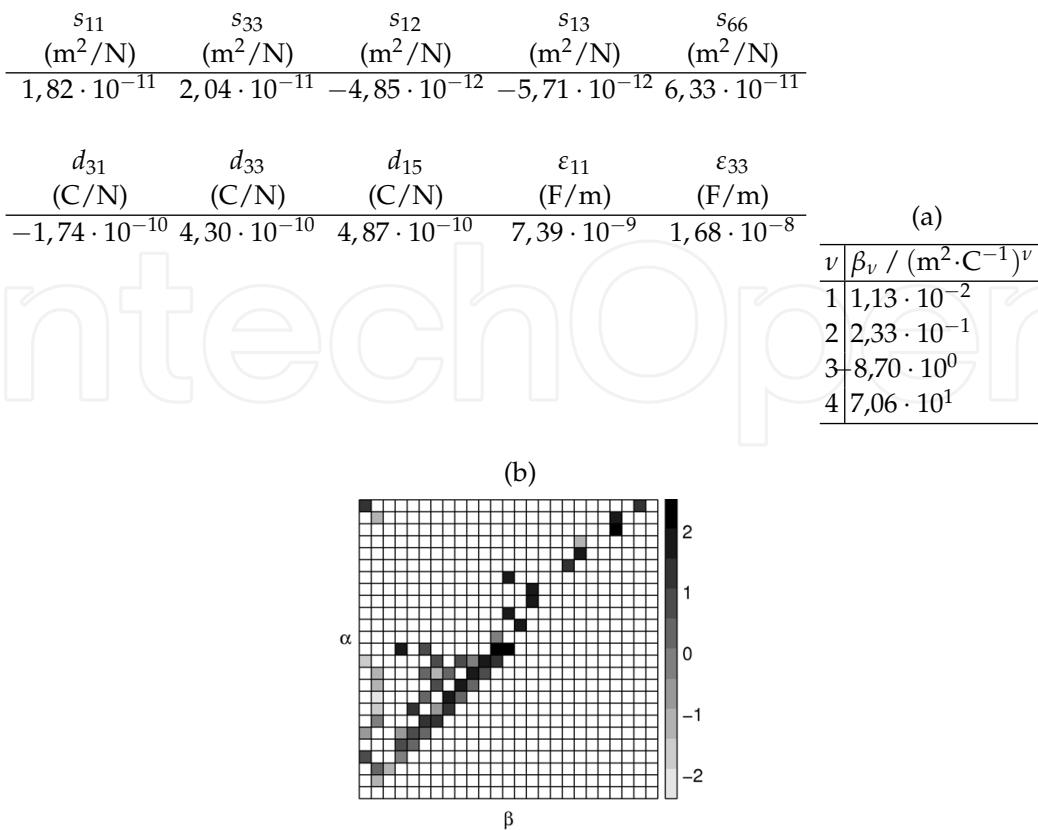 s₁₁ s₃₃ s₁₂ s₁₃ s₆₆
(m²/N) (m²/N) (m²/N) (m²/N) (m²/N)
1,82 · 10⁻¹¹ 2,04 · 10⁻¹¹ −4,85 · 10⁻¹² −5,71 · 10⁻¹² 6,33 · 10⁻¹¹
d₃₁ d₃₃ d₁₅ ε₁₁ ε₃₃
(C/N) (C/N) (C/N) (F/m) (F/m)
−1,74 · 10⁻¹⁰ 4,30 · 10⁻¹⁰ 4,87 · 10⁻¹⁰ 7,39 · 10⁻⁹ 1,68 · 10⁻⁸
(a)
ν βᵥ / (m²·C⁻¹)^ν
1 1,13 · 10⁻²
2 2,33 · 10⁻¹
3 −8,70 · 10⁰
4 7,06 · 10¹
ntechOpen
(b)
2
1
0
−1
−2
α
β